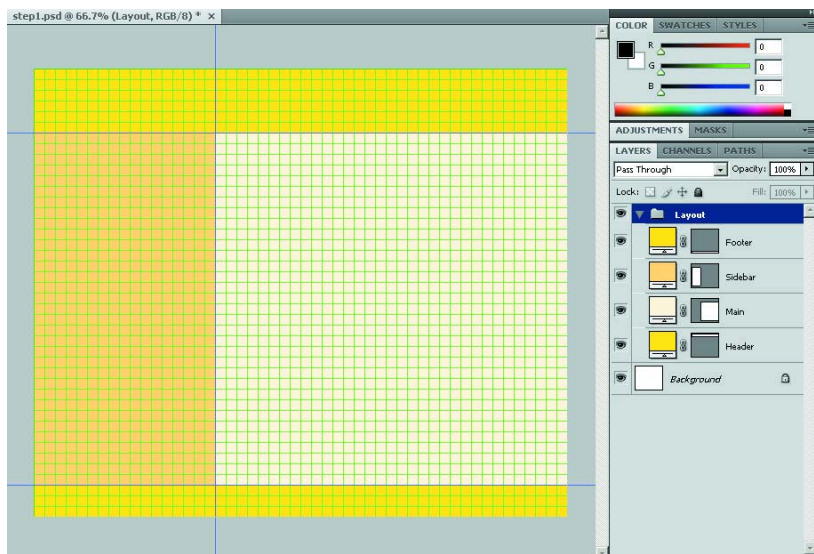 step1.psd @ 66.7% (Layout, RGB/8) * ×
COLOR SWATCHES STYLES
R 0
G 0
B 0
ADJUSTMENTS MASKS
LAYERS CHANNELS PATHS
Pass Through Opacity: 100%
Lock: Fill: 100%
Layout
Footer
Sidebar
Main
Header
Background